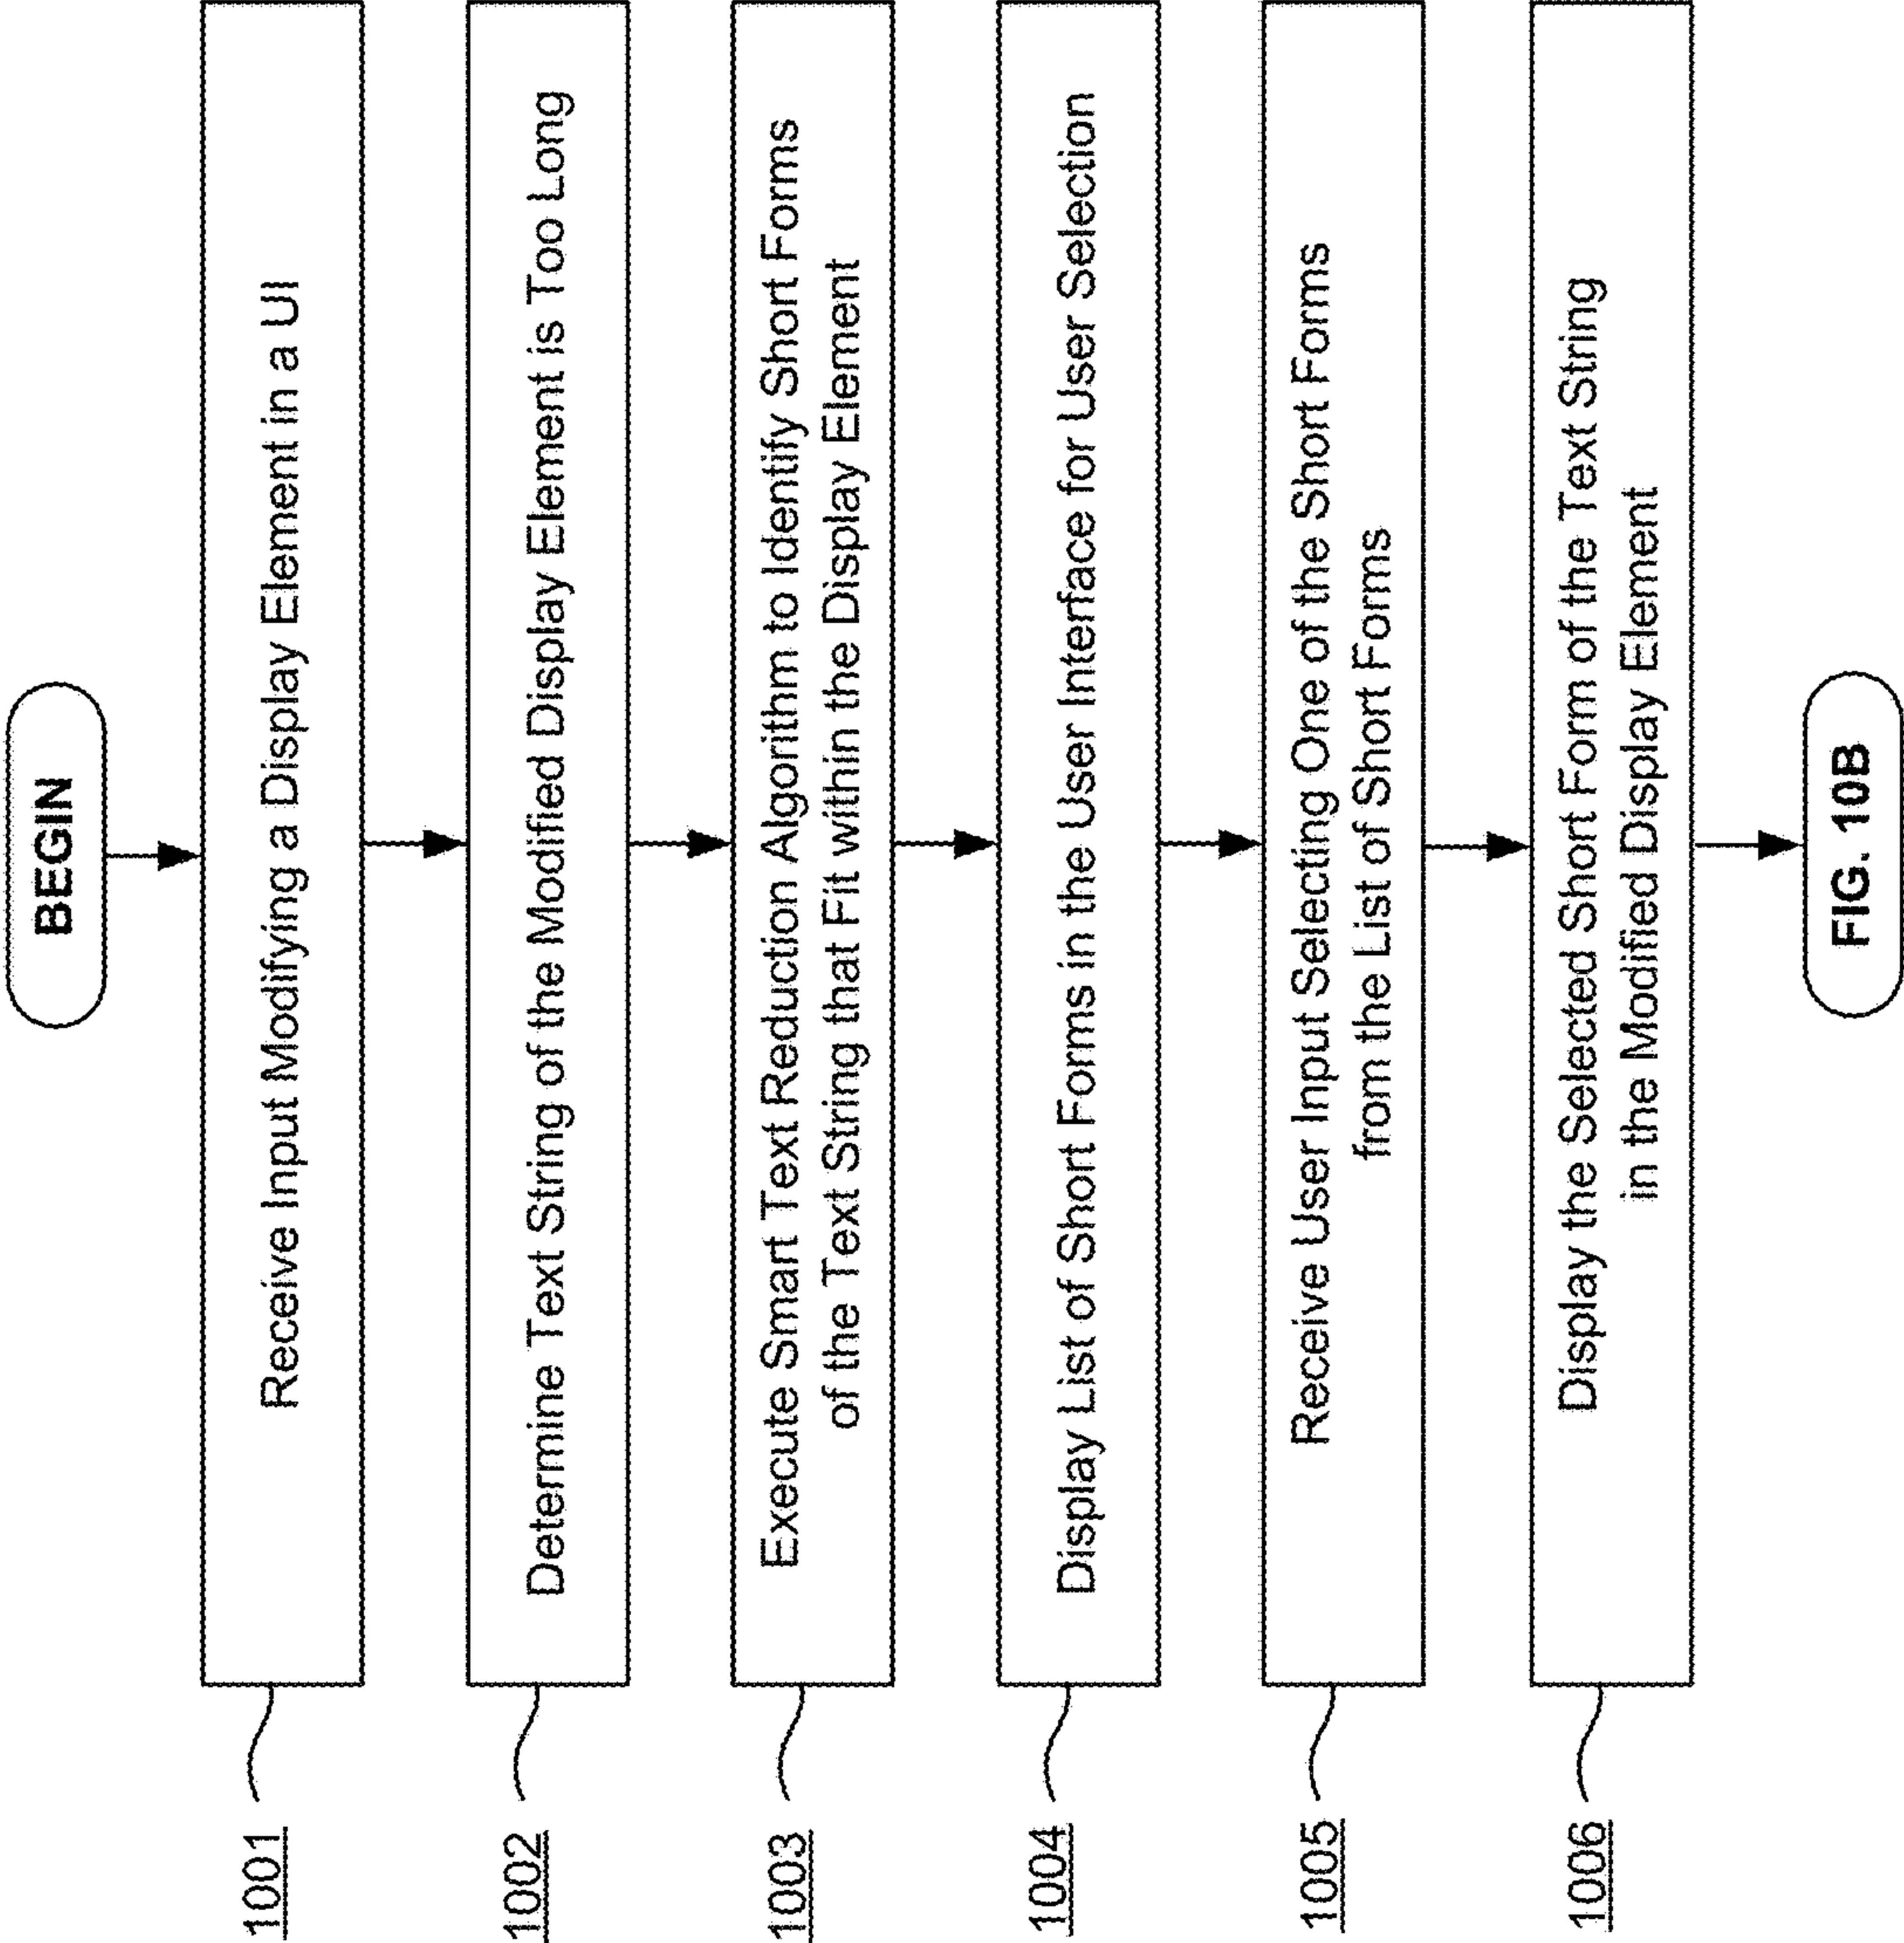 BEGIN
1001
Receive Input Modifying a Display Element in a UI
1002
Determine Text String of the Modified Display Element is Too Long
1003
Execute Smart Text Reduction Algorithm to Identify Short Forms
of the Text String that Fit within the Display Element
1004
Display List of Short Forms in the User Interface for User Selection
1005
Receive User Input Selecting One of the Short Forms
from the List of Short Forms
1006
Display the Selected Short Form of the Text String
in the Modified Display Element
FIG. 10B